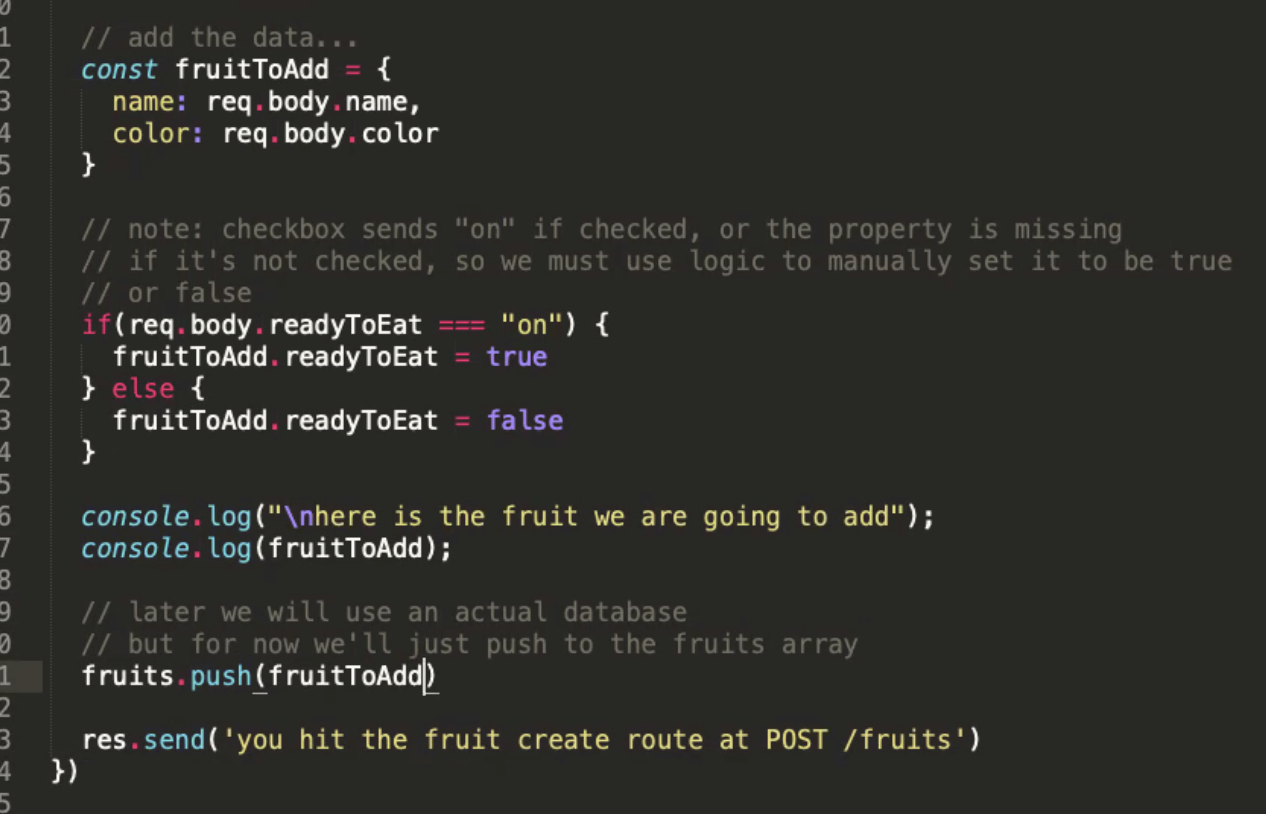 0
1 // add the data...
2 const fruitToAdd = {
3 name: req.body.name,
4 color: req.body.color
5 }
6
7 // note: checkbox sends "on" if checked, or the property is missing
8 // if it's not checked, so we must use logic to manually set it to be true
9 // or false
0 if(req.body.readyToEat === "on") {
1 fruitToAdd.readyToEat = true
2 } else {
3 fruitToAdd.readyToEat = false
4 }
5
6 console.log("\nhere is the fruit we are going to add");
7 console.log(fruitToAdd);
8
9 // later we will use an actual database
0 // but for now we'll just push to the fruits array
1 fruits.push(fruitToAdd)
2
3 res.send('you hit the fruit create route at POST /fruits')
4 })
5